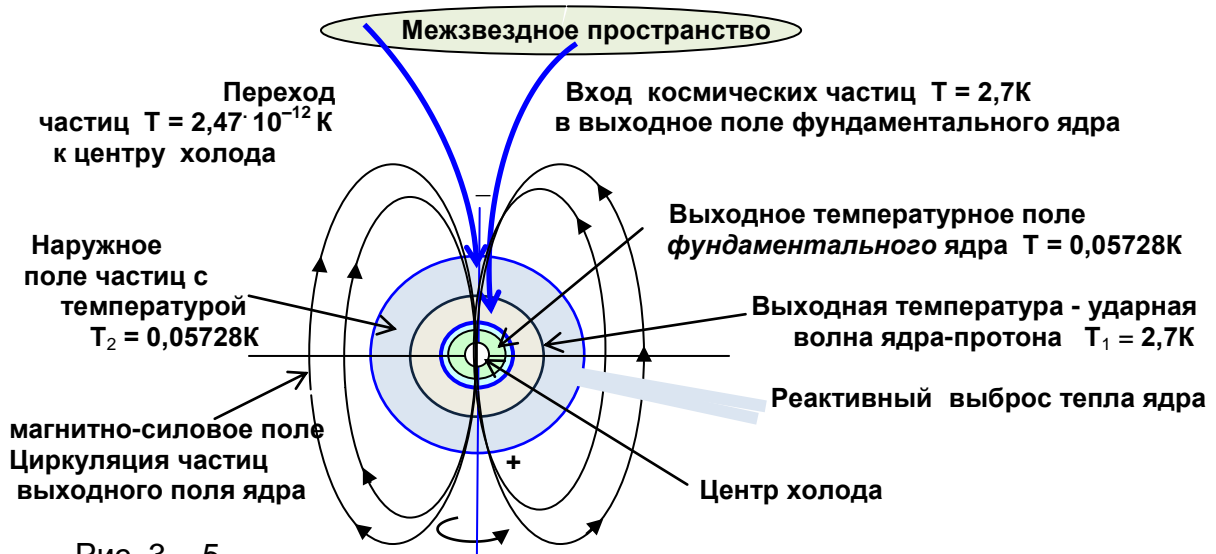 Межзвездное пространство
Переход
частиц Т = 2,47· 10⁻¹² К
к центру холода
Вход космических частиц Т = 2,7К
в выходное поле фундаментального ядра
–
Выходное температурное поле
фундаментального ядра Т = 0,05728К
Наружное
поле частиц с
температурой
Т₂ = 0,05728К
Выходная температура - ударная
волна ядра-протона Т₁ = 2,7К
Реактивный выброс тепла ядра
магнитно-силовое поле
Циркуляция частиц
выходного поля ядра
+
Центр холода
Рис. 3 – 5